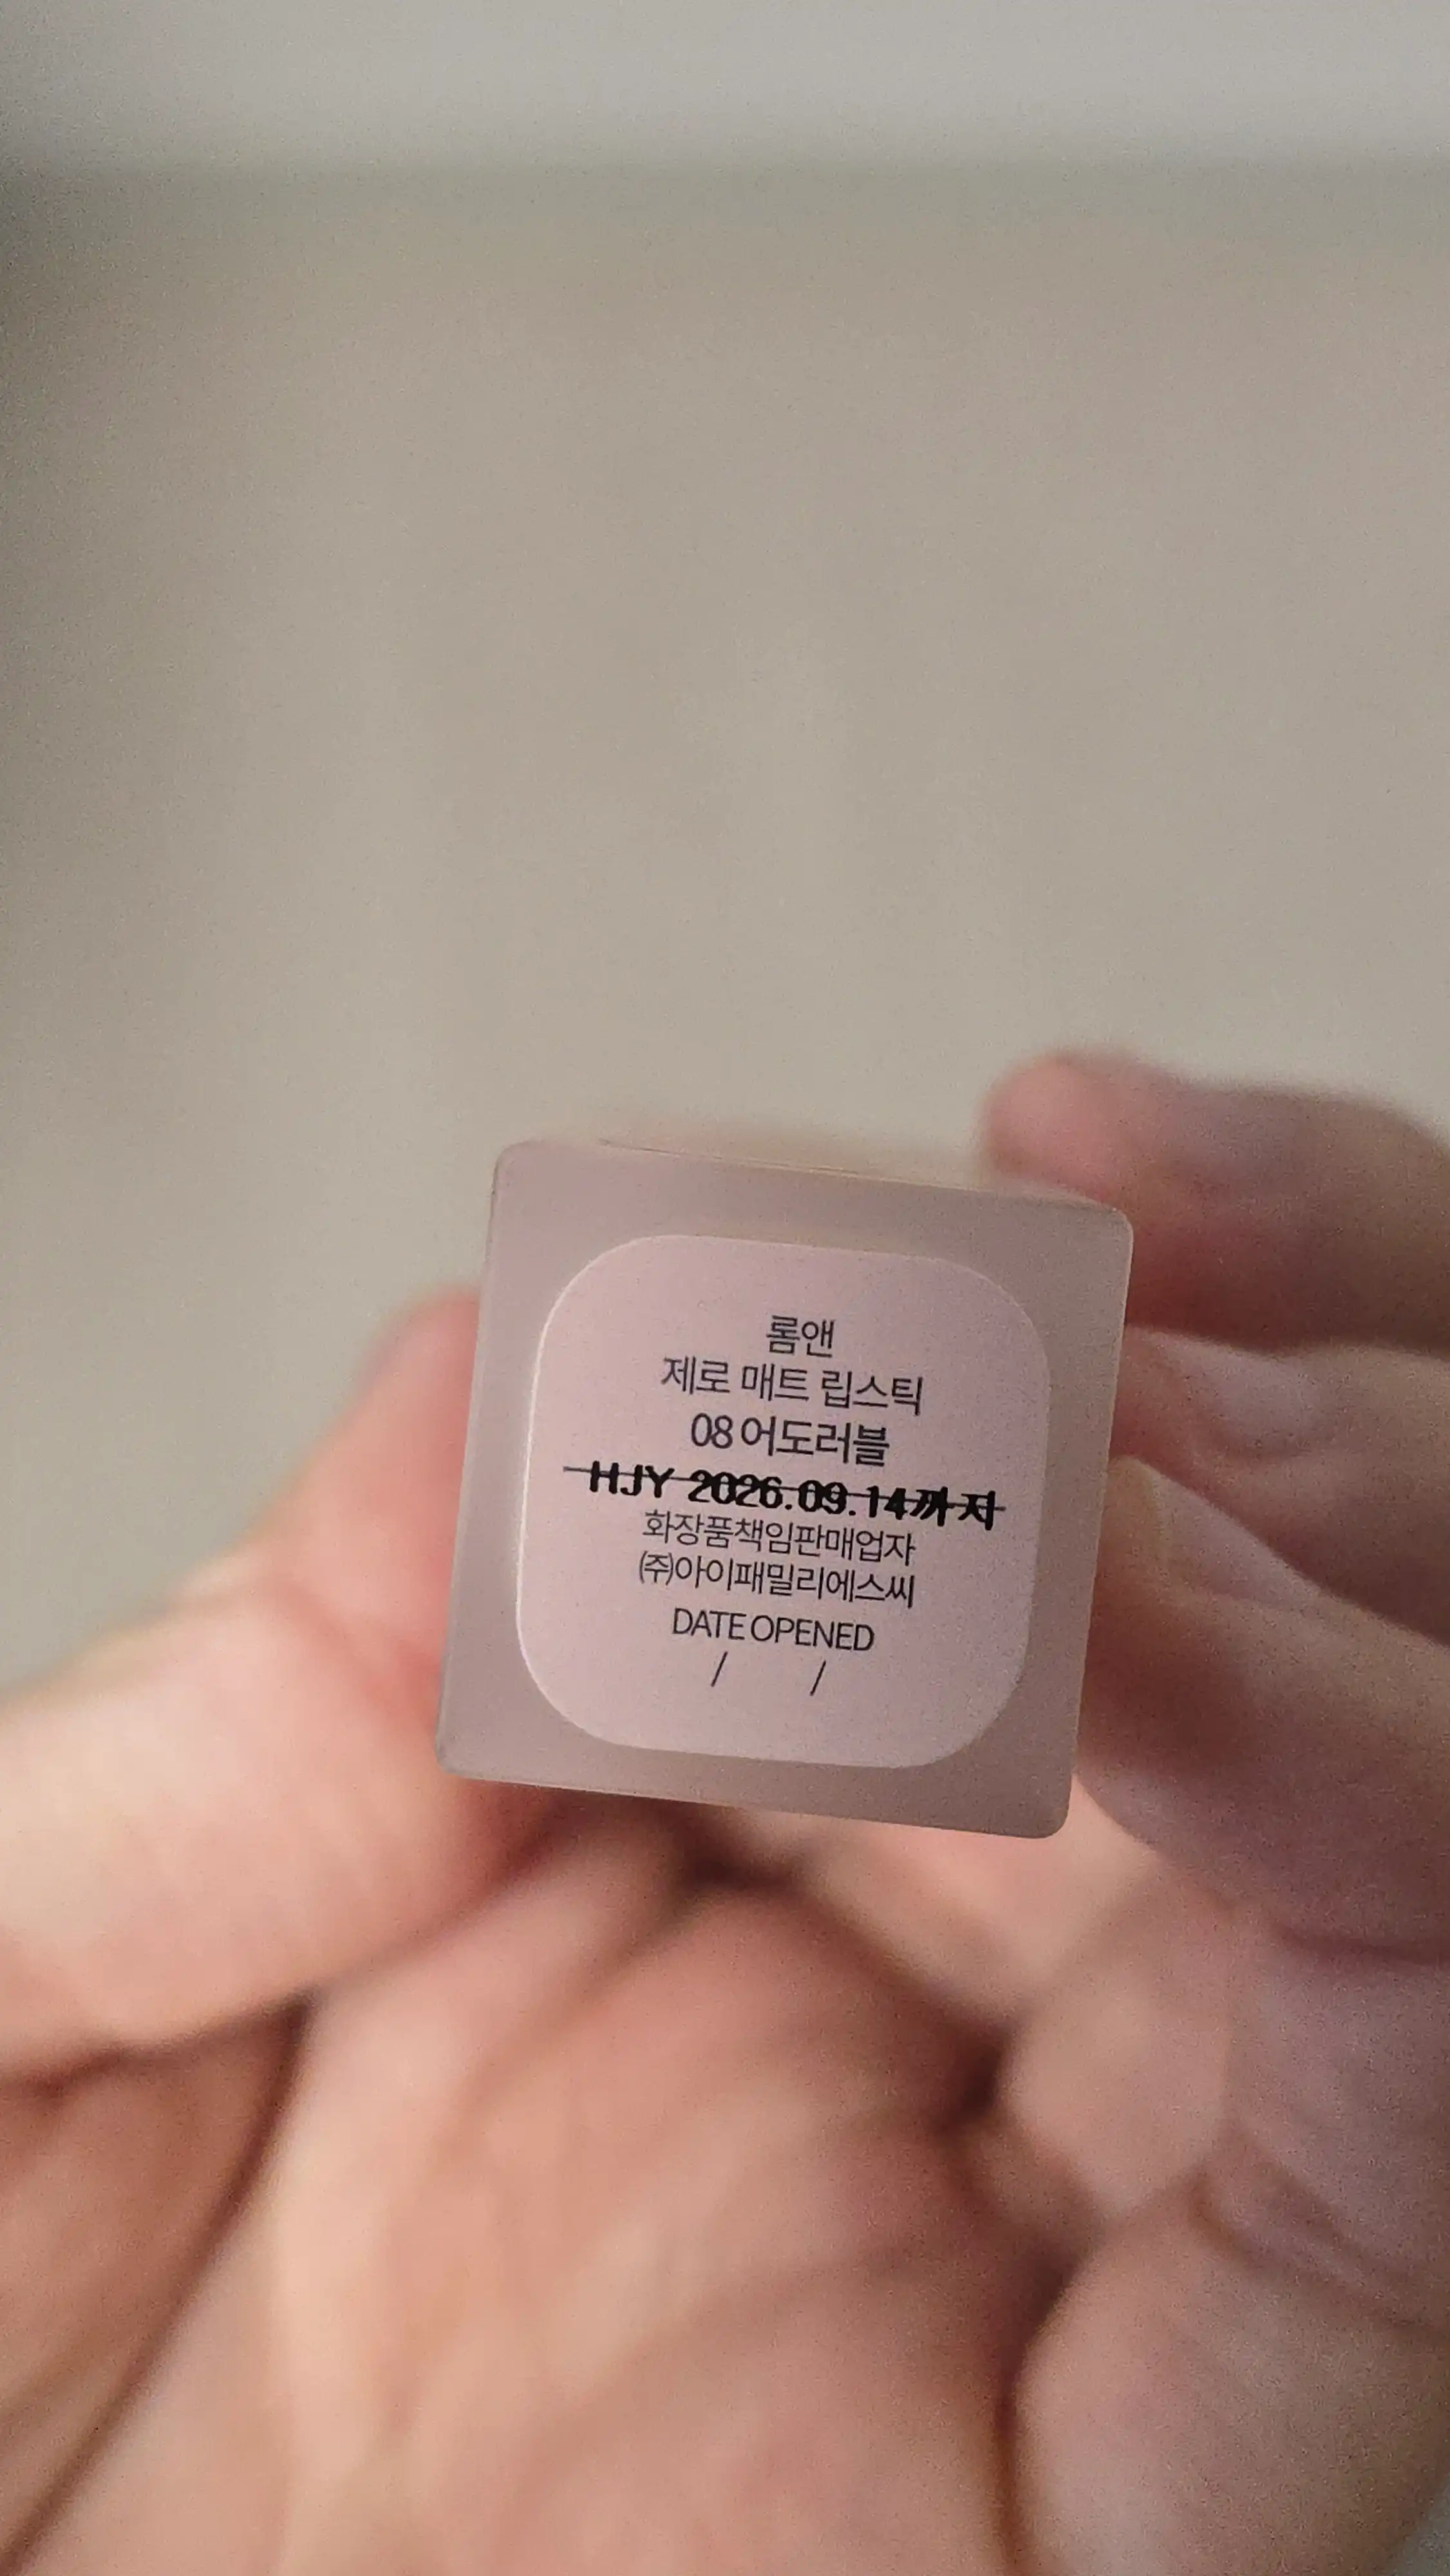 롬앤
제로 매트 립스틱
08 어도러블
HJY 2026.09.14까지
화장품책임판매업자
㈜아이패밀리에스씨
DATE OPENED
/ /